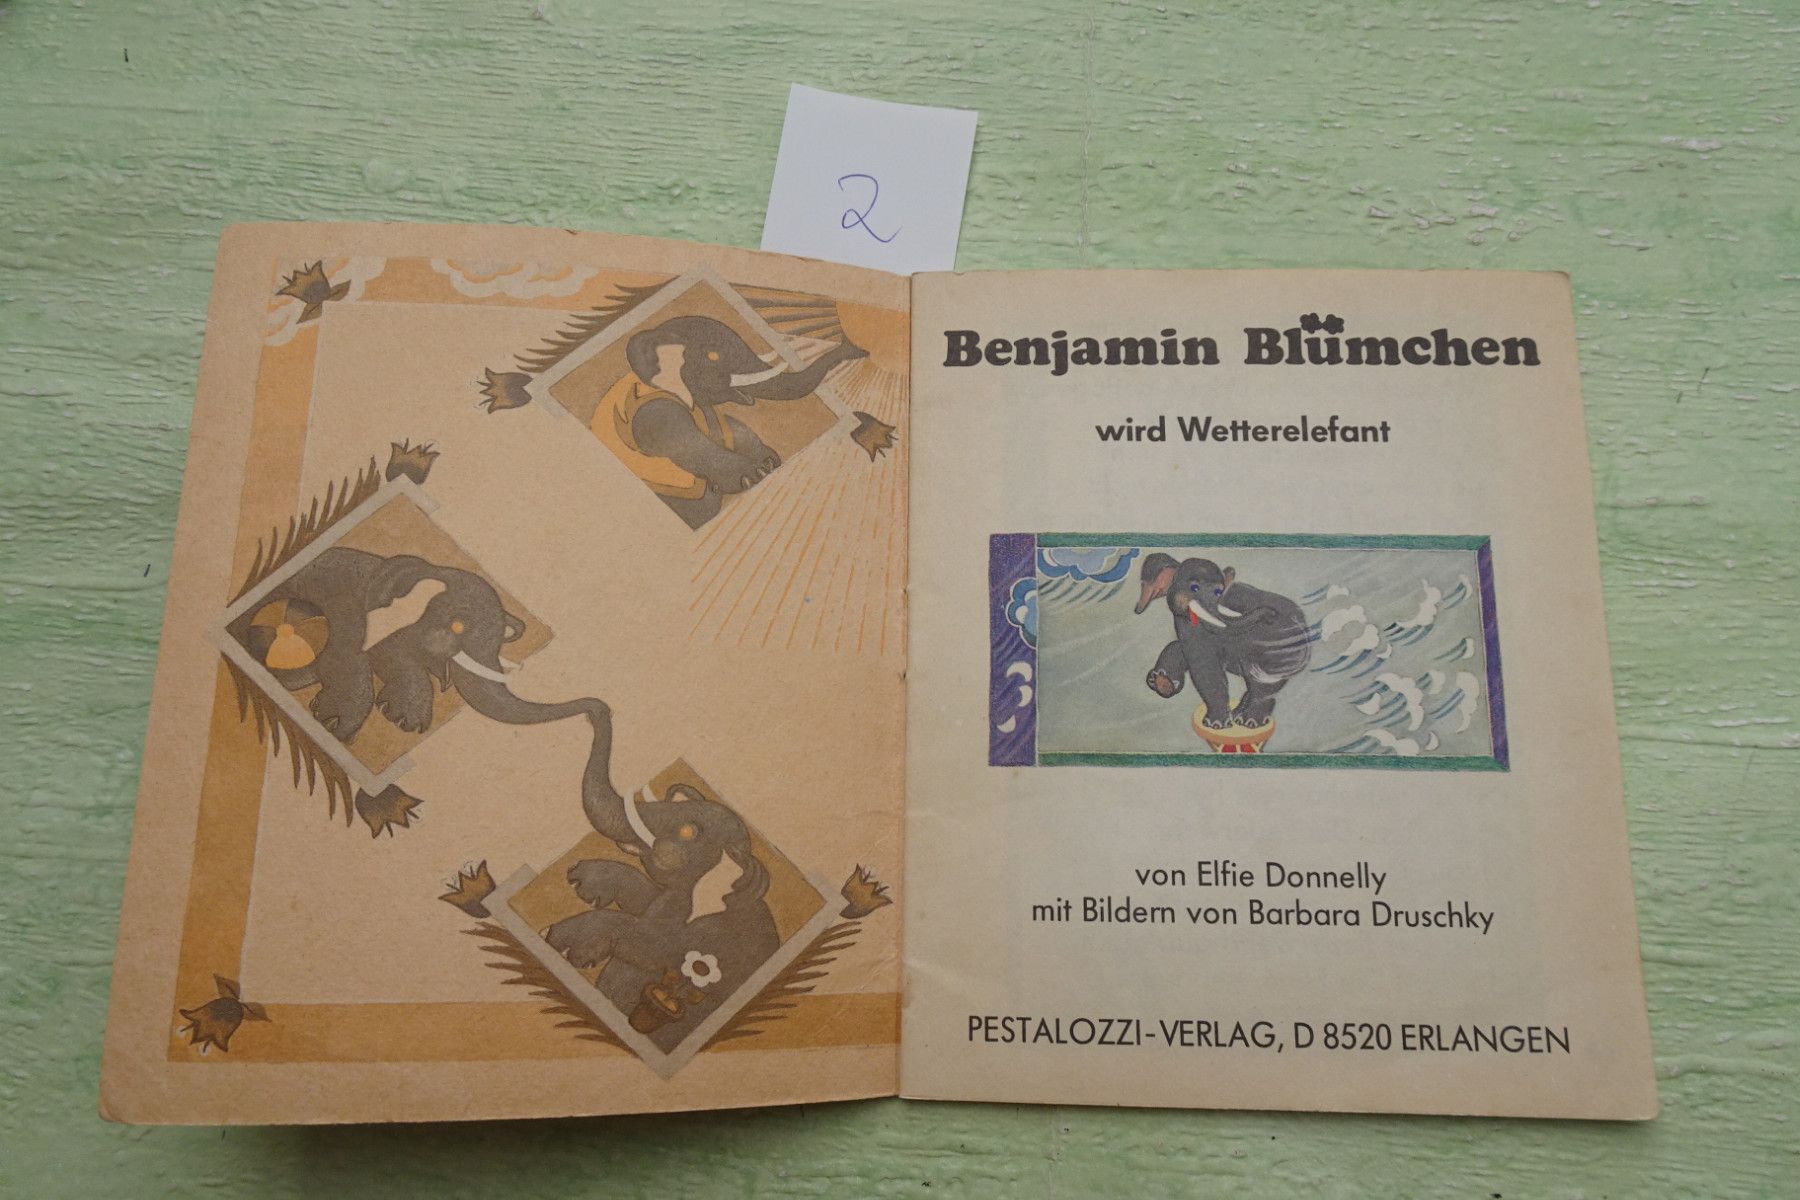 2
Benjamin Blümchen
wird Wetterelefant
von Elfie Donnelly
mit Bildern von Barbara Druschky
PESTALOZZI-VERLAG, D 8520 ERLANGEN